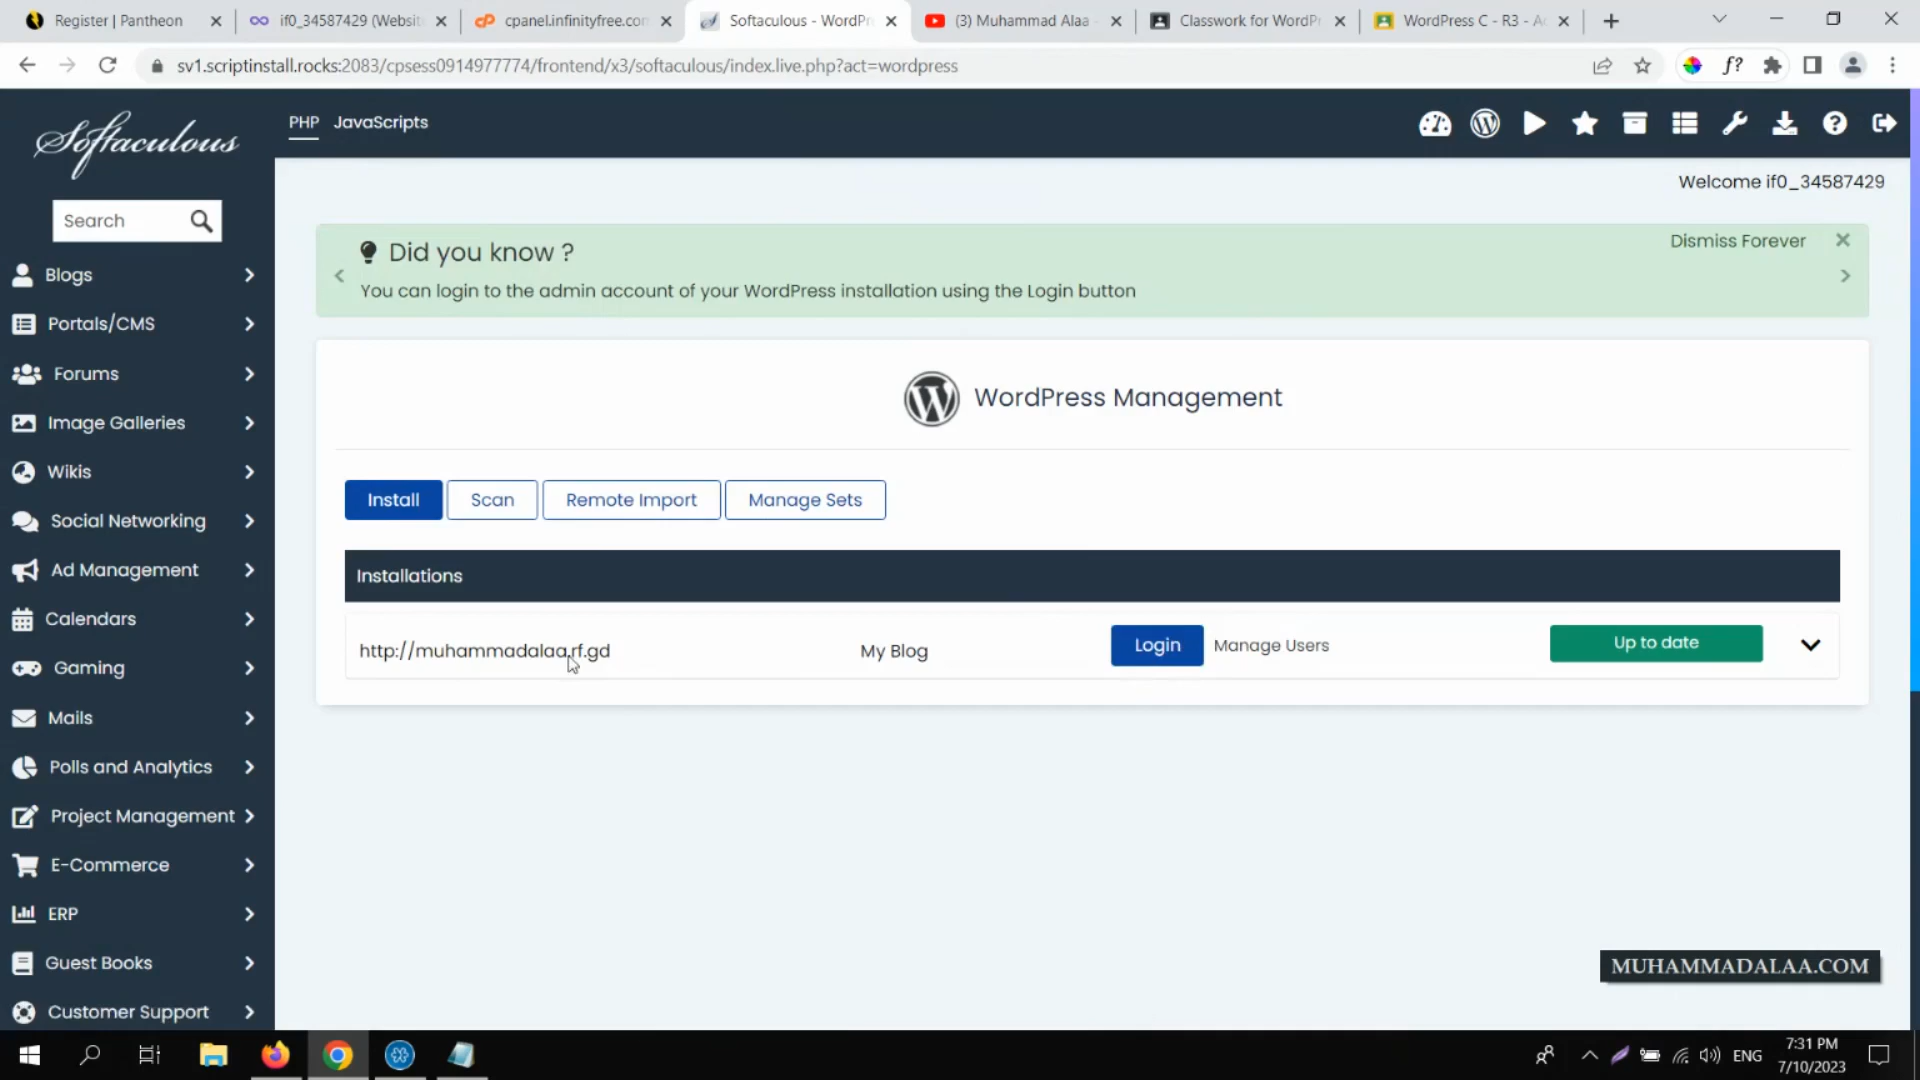 Register | Pantheon
if0_34587429 (Websit
cpanel.infinityfree.com
Softaculous - WordPr
(3) Muhammad Alaa -
Classwork for WordPr
WordPress C - R3 - A
sv1.scriptinstall.rocks:2083/cpsess0914977774/frontend/x3/softaculous/index.live.php?act=wordpress
Softaculous
PHP
JavaScripts
Welcome if0_34587429
Search
Blogs
Portals/CMS
Forums
Image Galleries
Wikis
Social Networking
Ad Management
Calendars
Gaming
Mails
Polls and Analytics
Project Management
E-Commerce
ERP
Guest Books
Customer Support
Did you know ?
Dismiss Forever
You can login to the admin account of your WordPress installation using the Login button
WordPress Management
Install
Scan
Remote Import
Manage Sets
Installations
http://muhammadalaa.rf.gd
My Blog
Login
Manage Users
Up to date
MUHAMMADALAA.COM
ENG
7:31 PM
7/10/2023